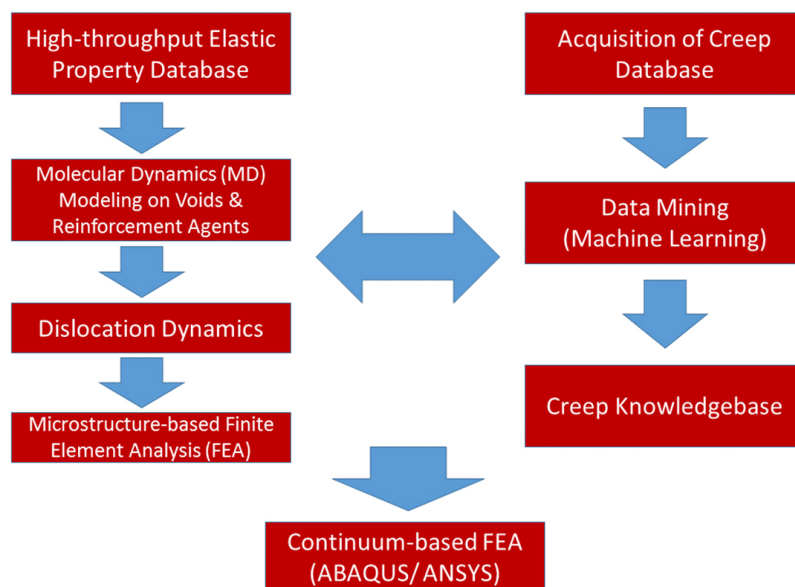 High-throughput Elastic
Property Database
Molecular Dynamics (MD)
Modeling on Voids &
Reinforcement Agents
Dislocation Dynamics
Microstructure-based Finite
Element Analysis (FEA)
Acquisition of Creep
Database
Data Mining
(Machine Learning)
Creep Knowledgebase
Continuum-based FEA
(ABAQUS/ ANSYS)